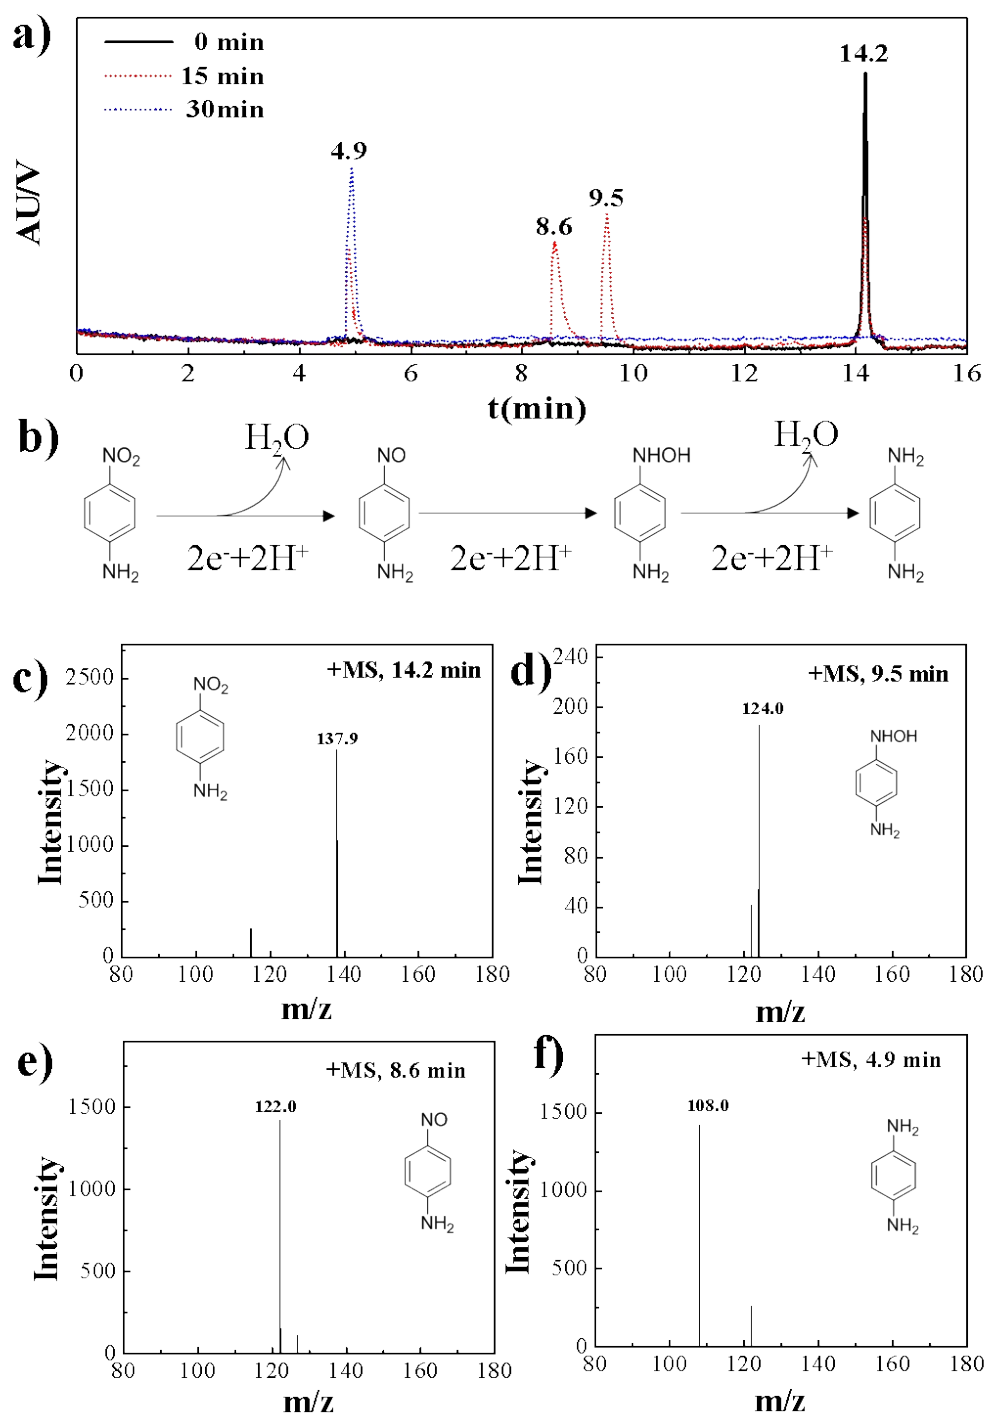 a)
0 min
15 min
30min
4.9
8.6
9.5
14.2
AU/V
0 2 4 6 8 10 12 14 16
t(min)
b)
H₂O H₂O
NO₂ NO NHOH NH₂
2e⁻+2H⁺ 2e⁻+2H⁺ 2e⁻+2H⁺
NH₂ NH₂ NH₂ NH₂
c)
+MS, 14.2 min
NO₂
NH₂
137.9
2500
2000
1500
1000
500
0
Intensity
80 100 120 140 160 180
m/z
d)
+MS, 9.5 min
124.0
NHOH
NH₂
240
200
160
120
80
40
0
Intensity
80 100 120 140 160 180
m/z
e)
+MS, 8.6 min
122.0
NO
NH₂
1500
1000
500
0
Intensity
80 100 120 140 160 180
m/z
f)
+MS, 4.9 min
108.0
NH₂
NH₂
1500
1000
500
0
Intensity
80 100 120 140 160 180
m/z